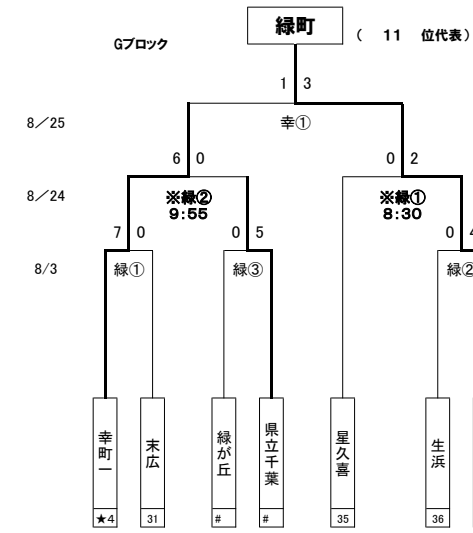 緑町
( 11 位代表)
Gブロック
1 3
8/25
幸①
6 0
0 2
8/24
※緑②
9:55
※緑①
8:30
7 0
0 5
0 4
8/3
緑①
緑③
緑②
幸町一
末広
緑が丘
県立千葉
星久喜
生浜
★4
31
#
#
35
36